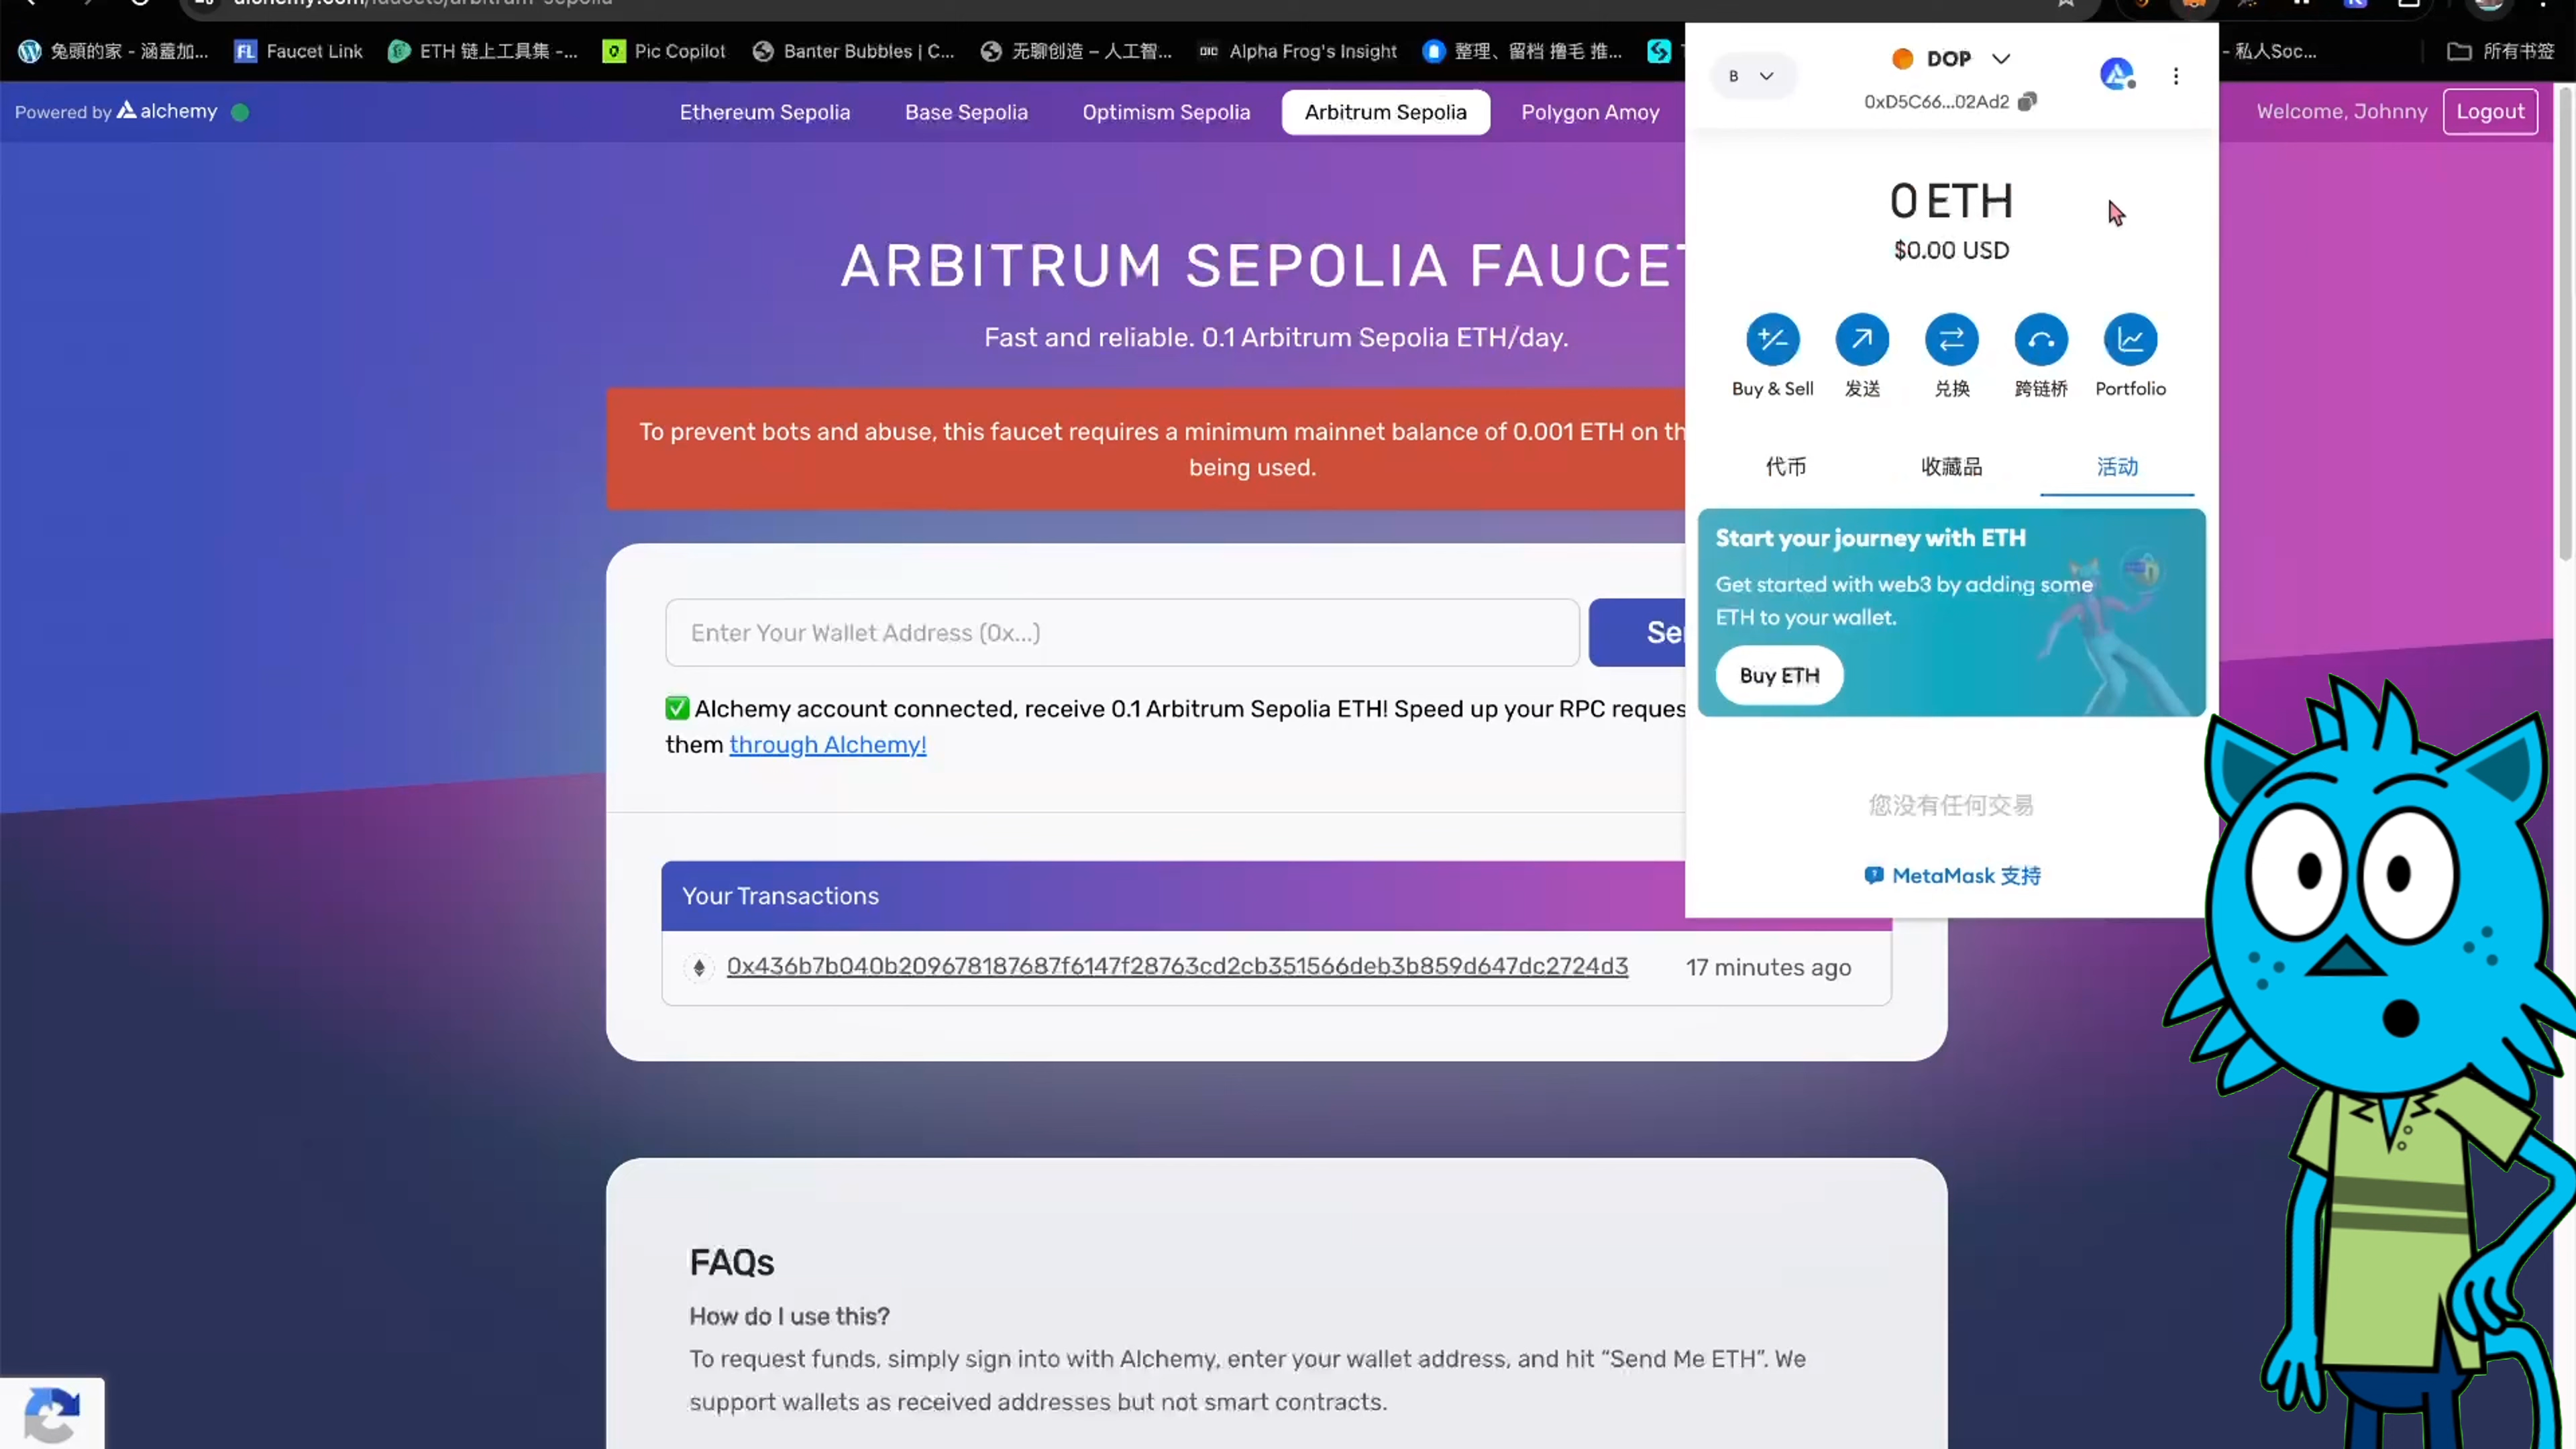 alchemy.com/faucets/arbitrum-sepolia
兔頭的家 - 涵蓋加...
FL Faucet Link
ETH 链上工具集 -...
Pic Copilot
Banter Bubbles | C...
无聊创造 – 人工智...
Alpha Frog's Insight
整理、留档 撸毛 推...
- 私人Soc...
所有书签
Powered by alchemy
Ethereum Sepolia
Base Sepolia
Optimism Sepolia
Arbitrum Sepolia
Polygon Amoy
Welcome, Johnny
Logout
ARBITRUM SEPOLIA FAUCET
Fast and reliable. 0.1 Arbitrum Sepolia ETH/day.
To prevent bots and abuse, this faucet requires a minimum mainnet balance of 0.001 ETH on th
being used.
Enter Your Wallet Address (0x...)
Se
Alchemy account connected, receive 0.1 Arbitrum Sepolia ETH! Speed up your RPC reques
them through Alchemy!
Your Transactions
0x436b7b040b209678187687f6147f28763cd2cb351566deb3b859d647dc2724d3
17 minutes ago
FAQs
How do I use this?
To request funds, simply sign into with Alchemy, enter your wallet address, and hit “Send Me ETH”. We
support wallets as received addresses but not smart contracts.
B
DOP
0xD5C66...02Ad2
0 ETH
$0.00 USD
Buy & Sell
发送
兑换
跨链桥
Portfolio
代币
收藏品
活动
Start your journey with ETH
Get started with web3 by adding some
ETH to your wallet.
Buy ETH
您没有任何交易
MetaMask 支持